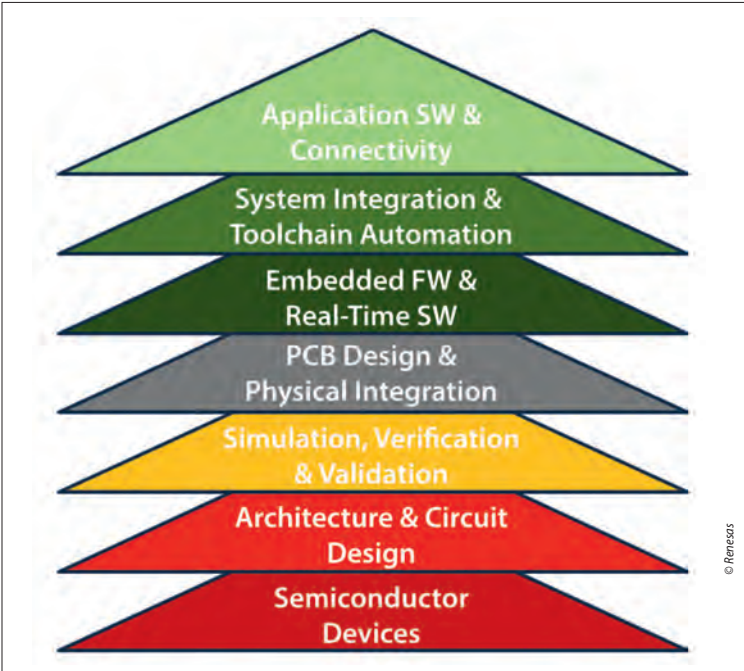 Application SW &
Connectivity
System Integration &
Toolchain Automation
Embedded FW &
Real-Time SW
PCB Design &
Physical Integration
Simulation, Verification
& Validation
Architecture & Circuit
Design
Semiconductor
Devices
© Renesas